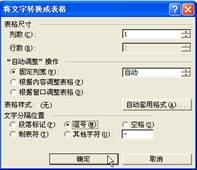 将文字转换成表格
表格尺寸
列数(C): 1
行数(R): 2
“自动调整”操作
固定列宽(W): 自动
根据内容调整表格(F)
根据窗口调整表格(D)
表格样式: (无) 自动套用格式(A)...
文字分隔位置
段落标记(P) 逗号(M) 空格(S)
制表符(T) 其他字符(O): -
确定 取消